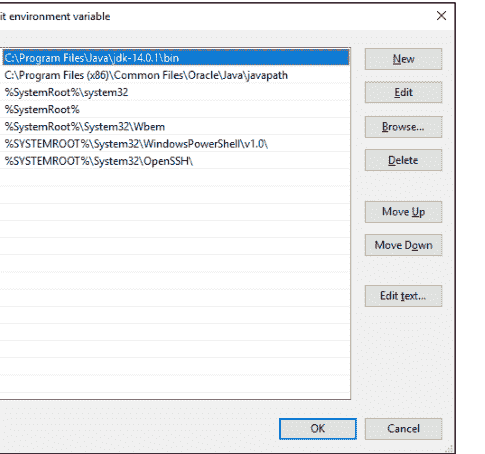 it environment variable
C:\Program Files\Java\jdk-14.0.1\bin
C:\Program Files (x86)\Common Files\Oracle\Java\javapath
%SystemRoot%\system32
%SystemRoot%
%SystemRoot%\System32\Wbem
%SYSTEMROOT%\System32\WindowsPowerShell\v1.0\
%SYSTEMROOT%\System32\OpenSSH\
New
Edit
Browse...
Delete
Move Up
Move Down
Edit text...
OK
Cancel